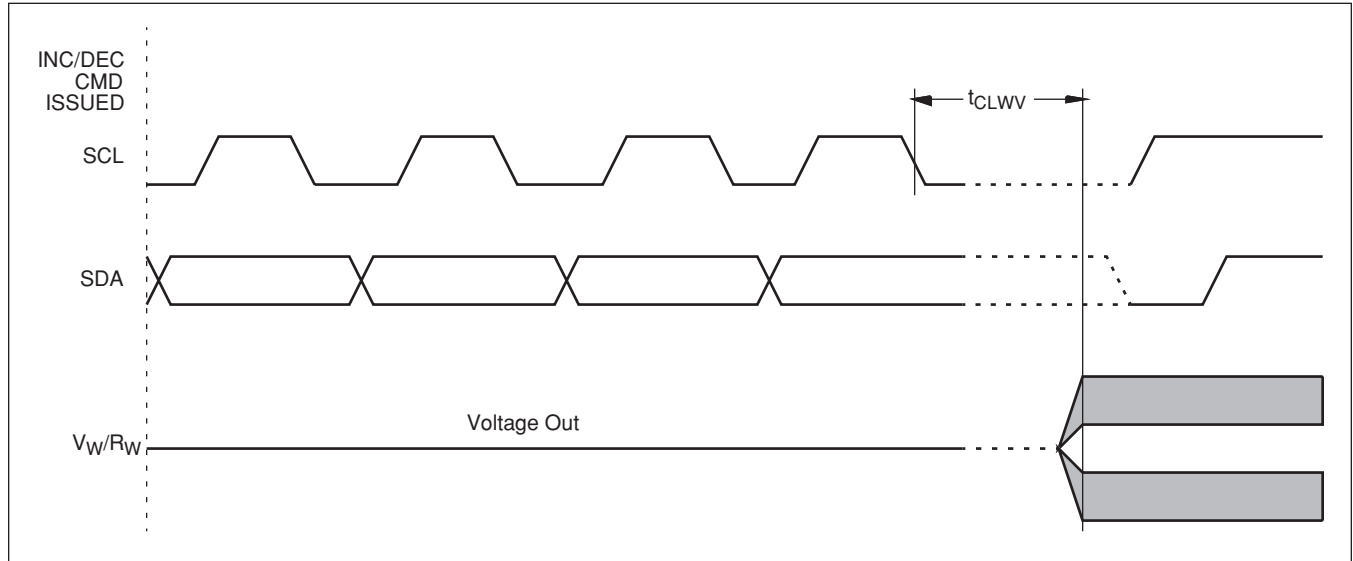 INC/DEC
CMD
ISSUED
tCLWV
SCL
SDA
Voltage Out
VW/RW